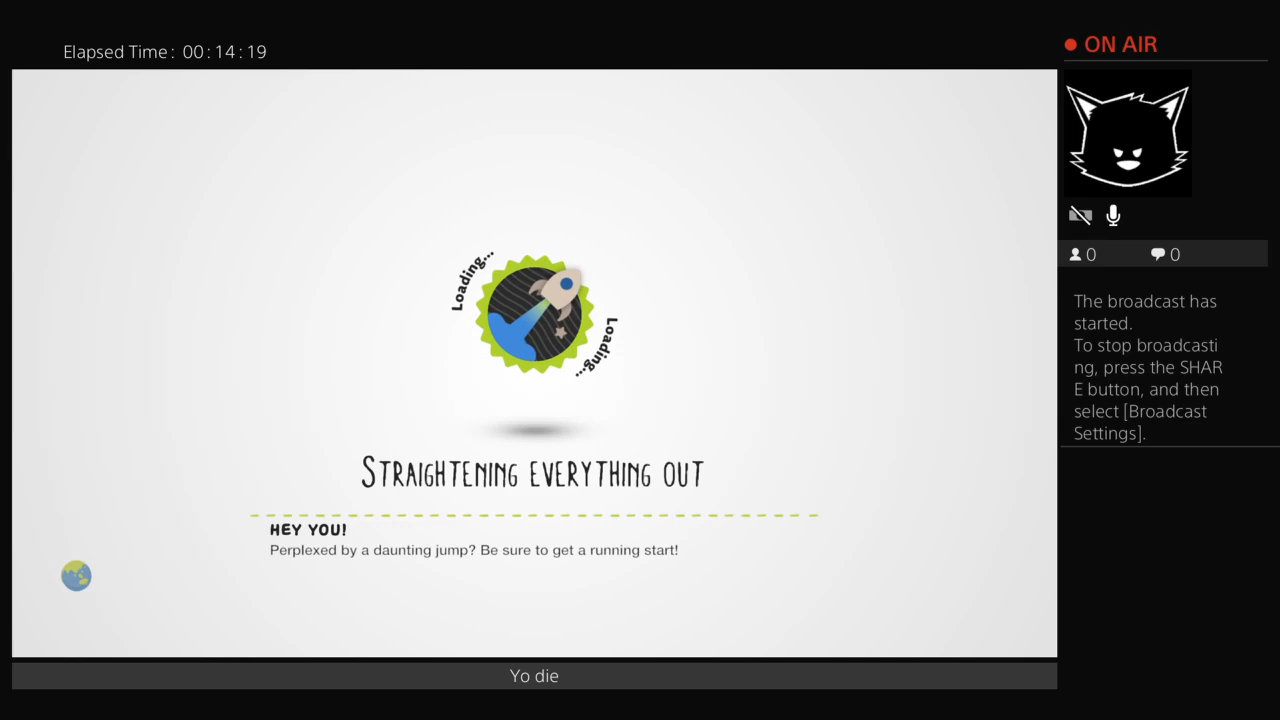 Elapsed Time: 00:14:19
ON AIR
Loading...
Loading...
0
0
The broadcast has
started.
To stop broadcasti
ng, press the SHAR
E button, and then
select [Broadcast
Settings].
STRAIGHTENING EVERYTHING OUT
HEY YOU!
Perplexed by a daunting jump? Be sure to get a running start!
Yo die